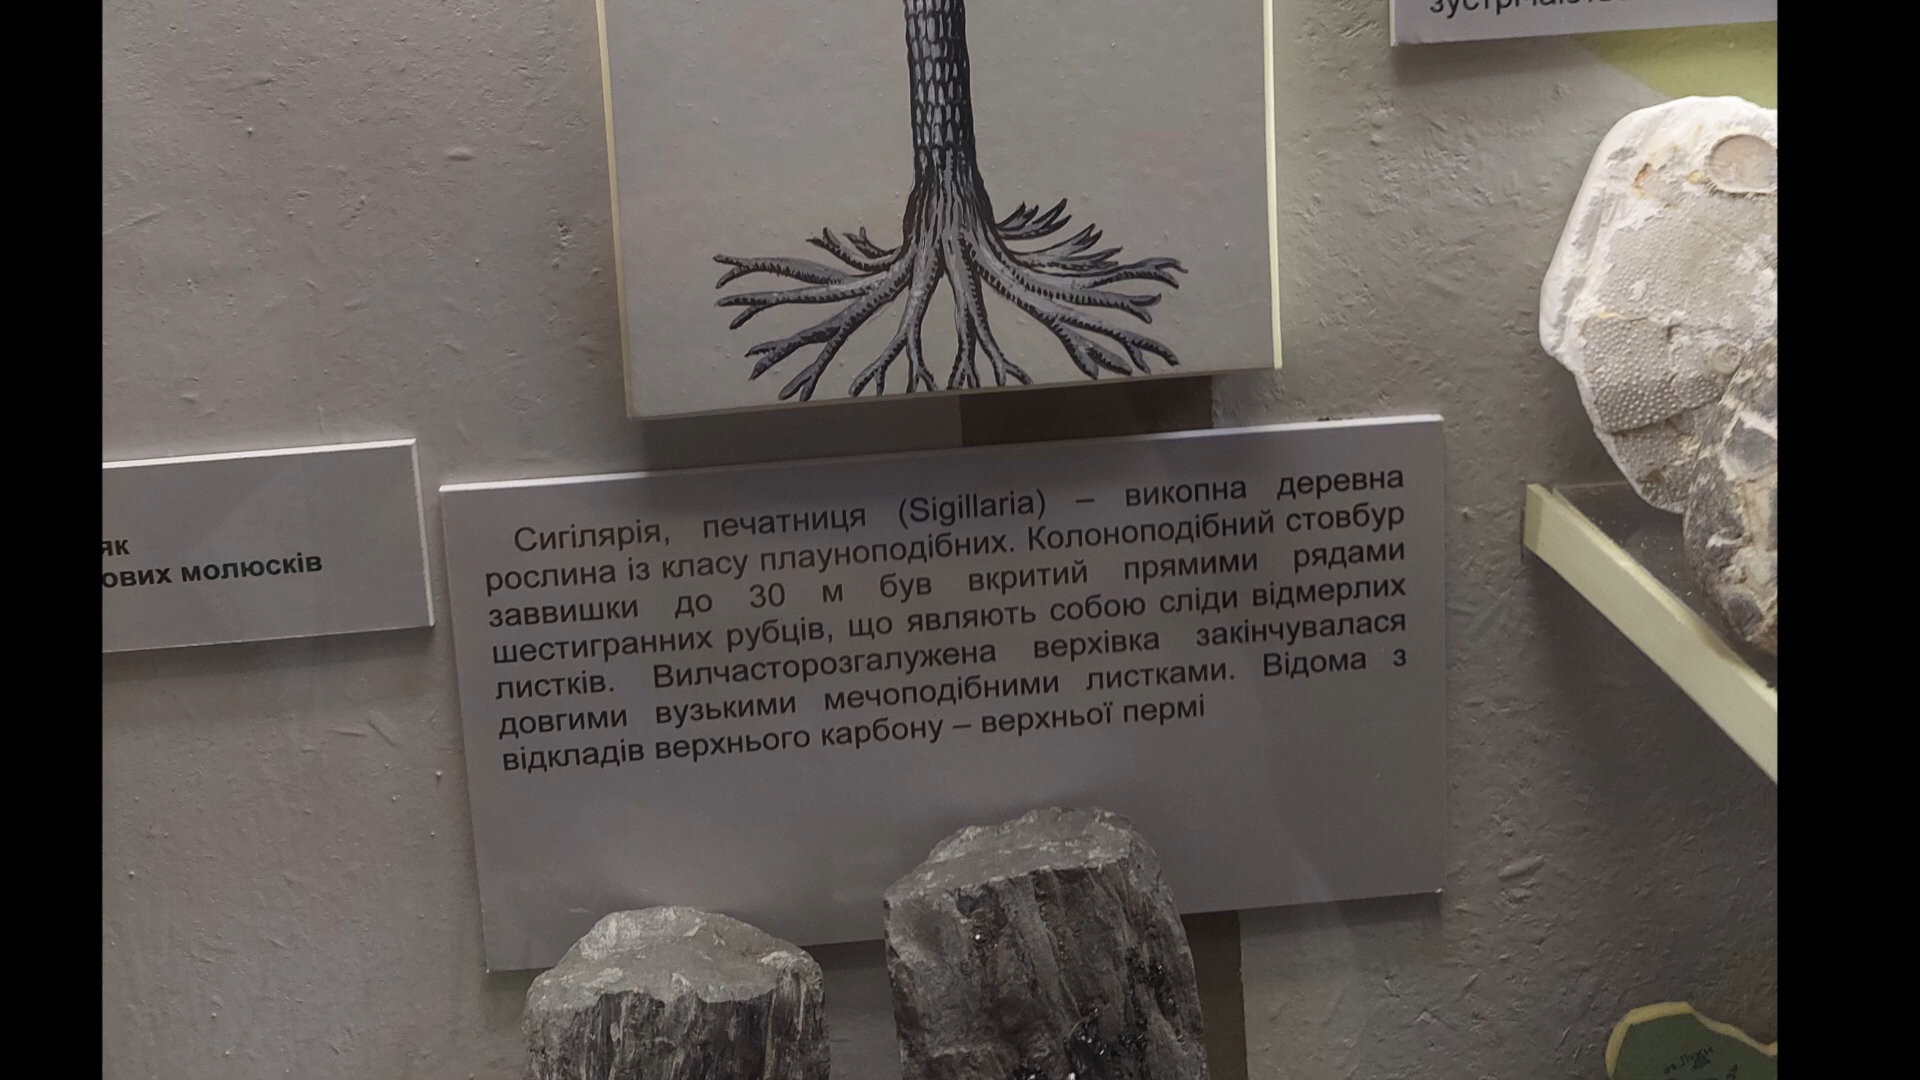 Сигілярія, печатниця (Sigillaria) – викопна деревна
рослина із класу плауноподібних. Колоноподібний стовбур
заввишки до 30 м був вкритий прямими рядами
шестигранних рубців, що являють собою сліди відмерлих
листків. Вилчасторозгалужена верхівка закінчувалася
довгими вузькими мечоподібними листками. Відома з
відкладів верхнього карбону – верхньої пермі
як
ових молюсків